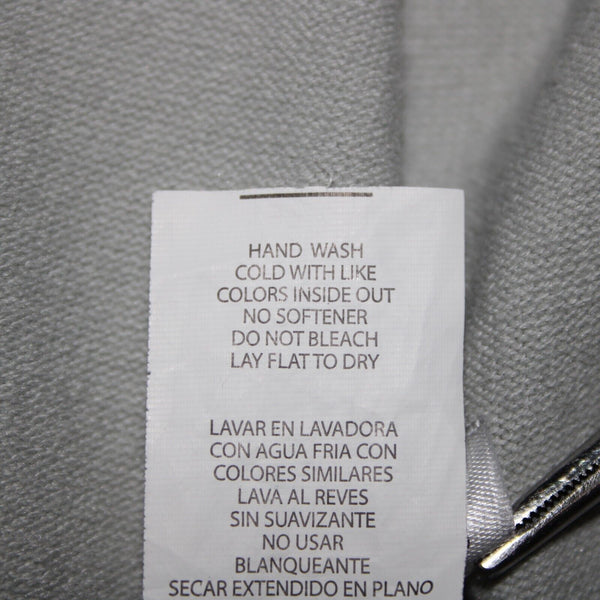 HAND WASH
COLD WITH LIKE
COLORS INSIDE OUT
NO SOFTENER
DO NOT BLEACH
LAY FLAT TO DRY
LAVAR EN LAVADORA
CON AGUA FRIA CON
COLORES SIMILARES
LAVA AL REVES
SIN SUAVIZANTE
NO USAR
BLANQUEANTE
SECAR EXTENDIDO EN PLANO